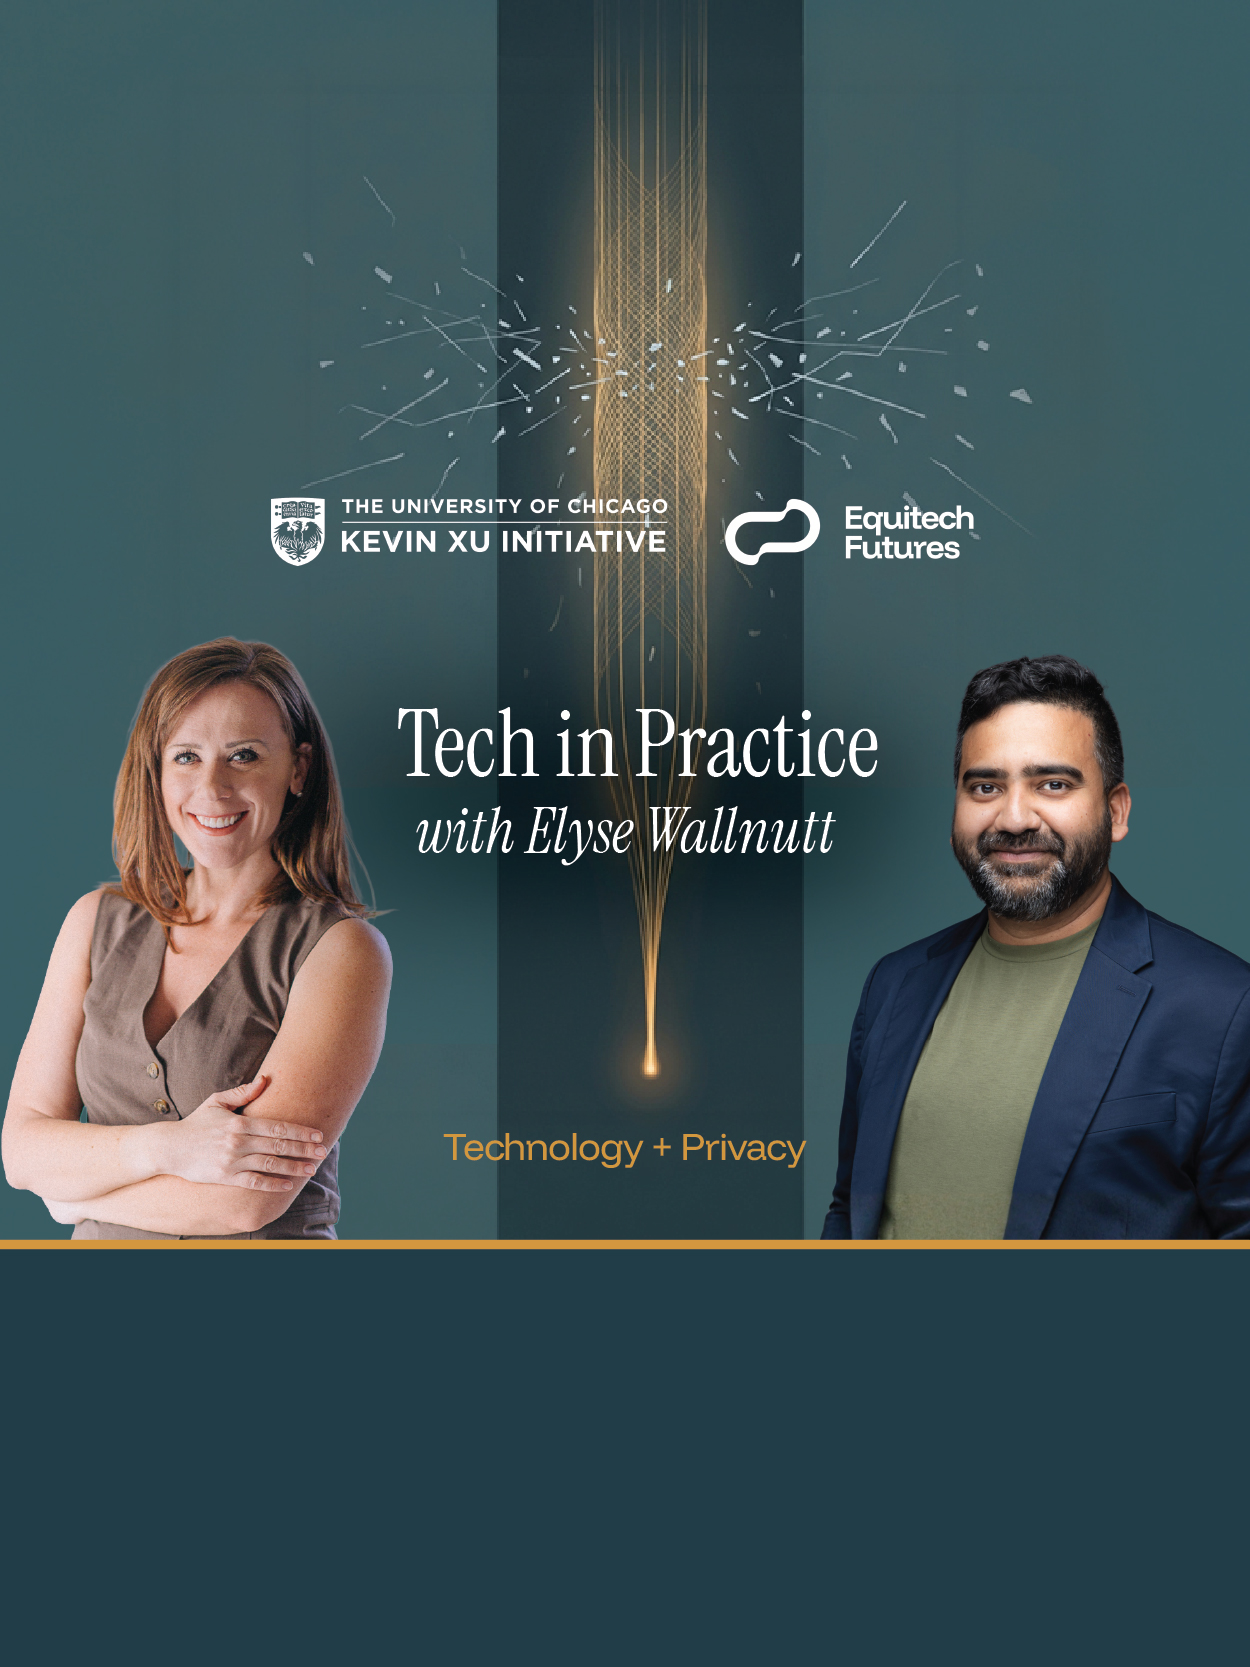 THE UNIVERSITY OF CHICAGO
KEVIN XU INITIATIVE
Equitech
Futures
Tech in Practice
with Elyse Wallnutt
Technology + Privacy